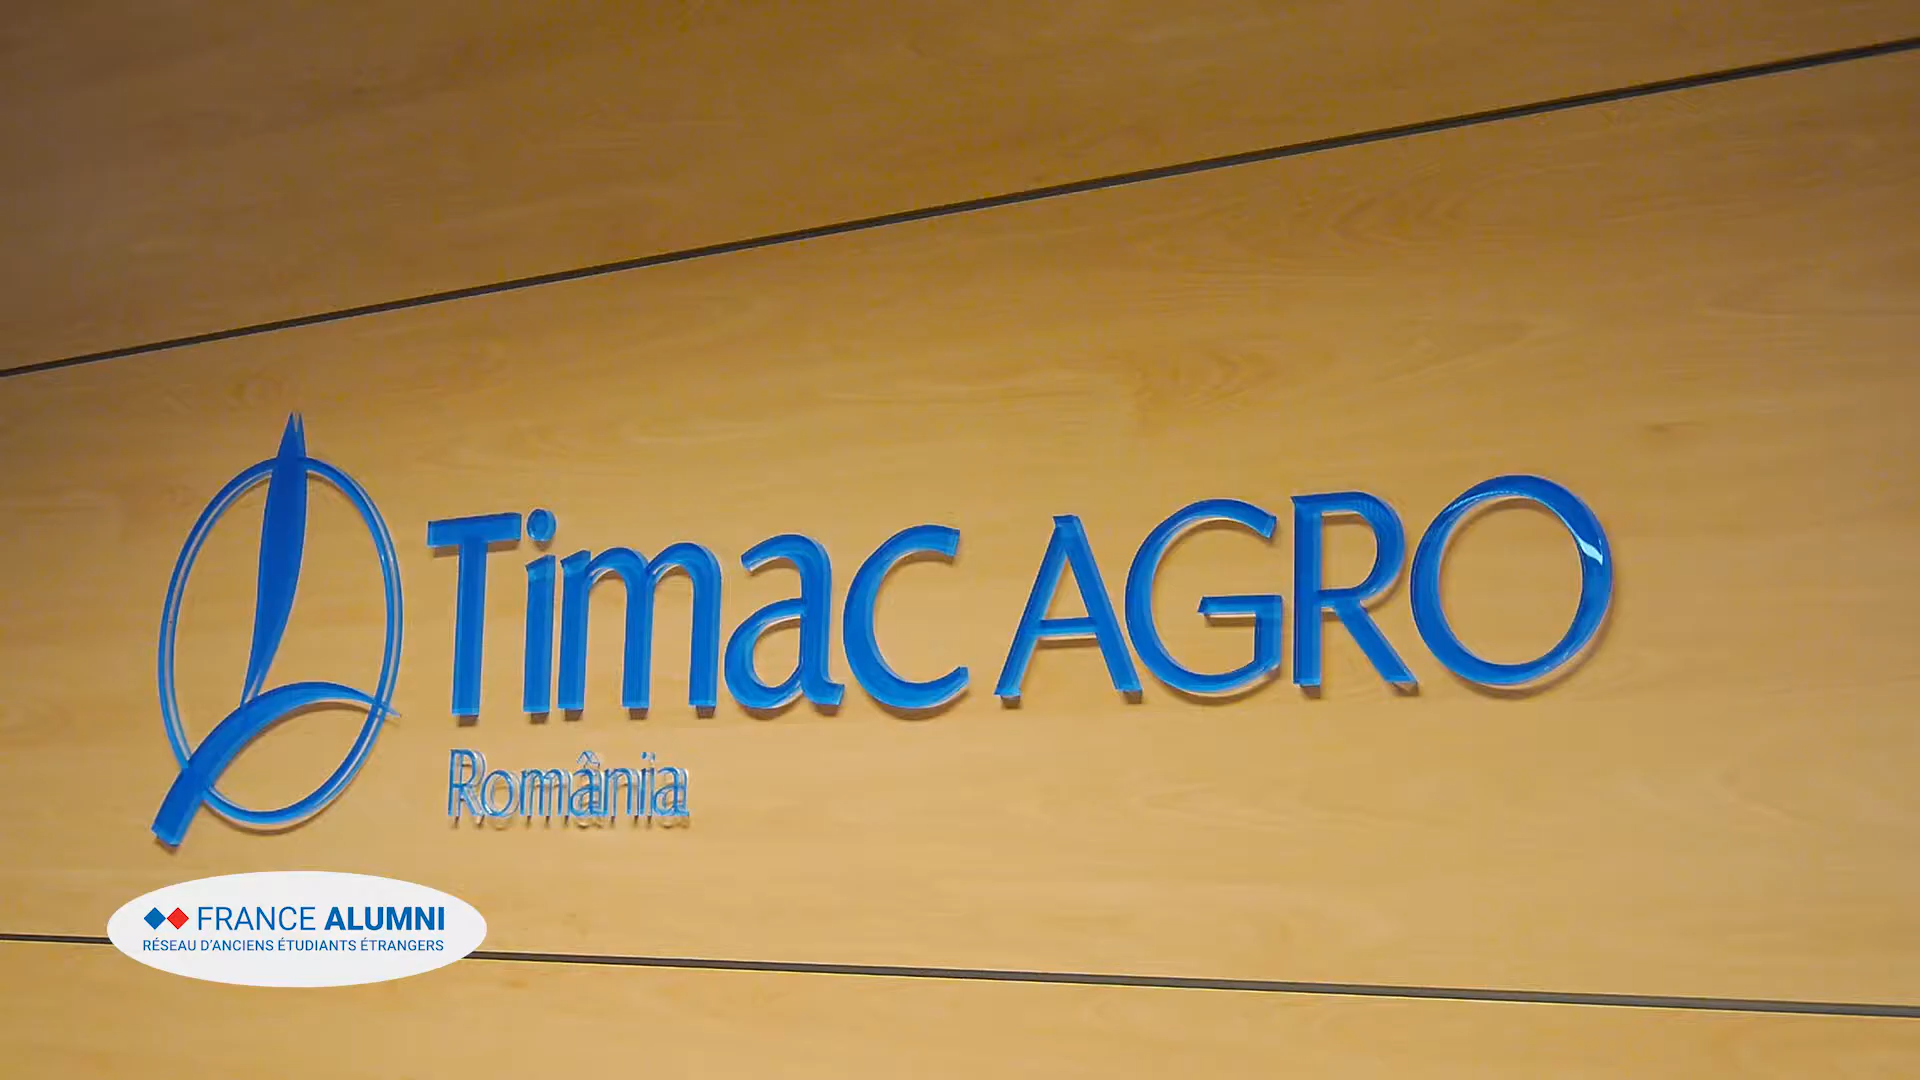 Timac AGRO
România
FRANCE ALUMNI
RÉSEAU D'ANCIENS ÉTUDIANTS ÉTRANGERS